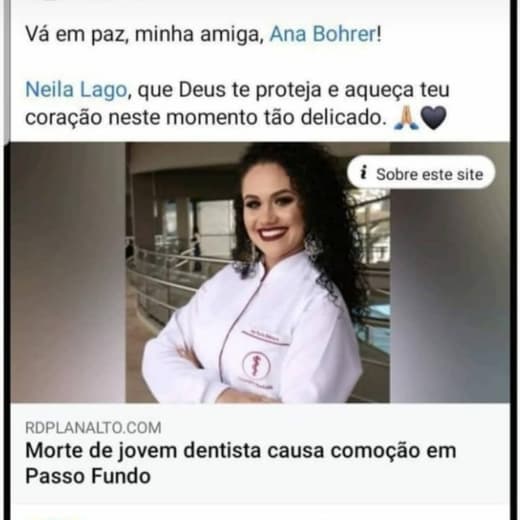 Vá em paz, minha amiga, Ana Bohrer!
Neila Lago, que Deus te proteja e aqueça teu
coração neste momento tão delicado. 🙏🏼🖤
i Sobre este site
RDPLANALTO.COM
Morte de jovem dentista causa comoção em
Passo Fundo